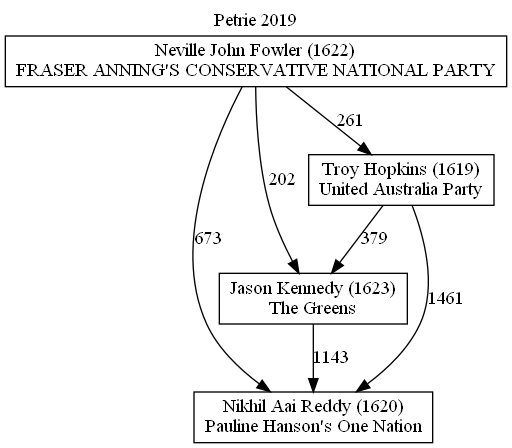 Petrie 2019
Neville John Fowler (1622)
FRASER ANNING'S CONSERVATIVE NATIONAL PARTY
261
Troy Hopkins (1619)
United Australia Party
202
673
379
Jason Kennedy (1623)
The Greens
1461
1143
Nikhil Aai Reddy (1620)
Pauline Hanson's One Nation